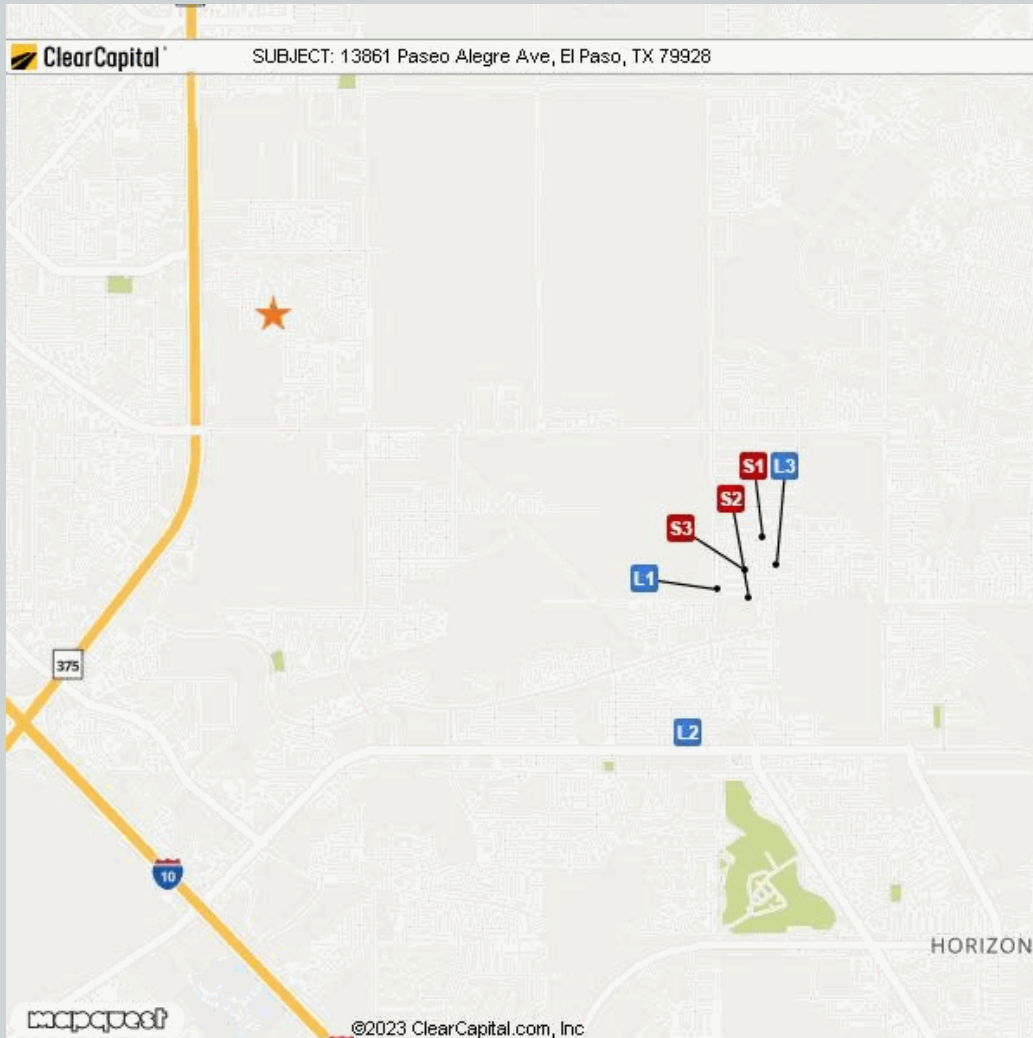 ClearCapital
SUBJECT: 13861 Paseo Alegre Ave, El Paso, TX 79928
S1
L3
S2
S3
L1
375
L2
10
HORIZON
mapquest
©2023 ClearCapital.com, Inc